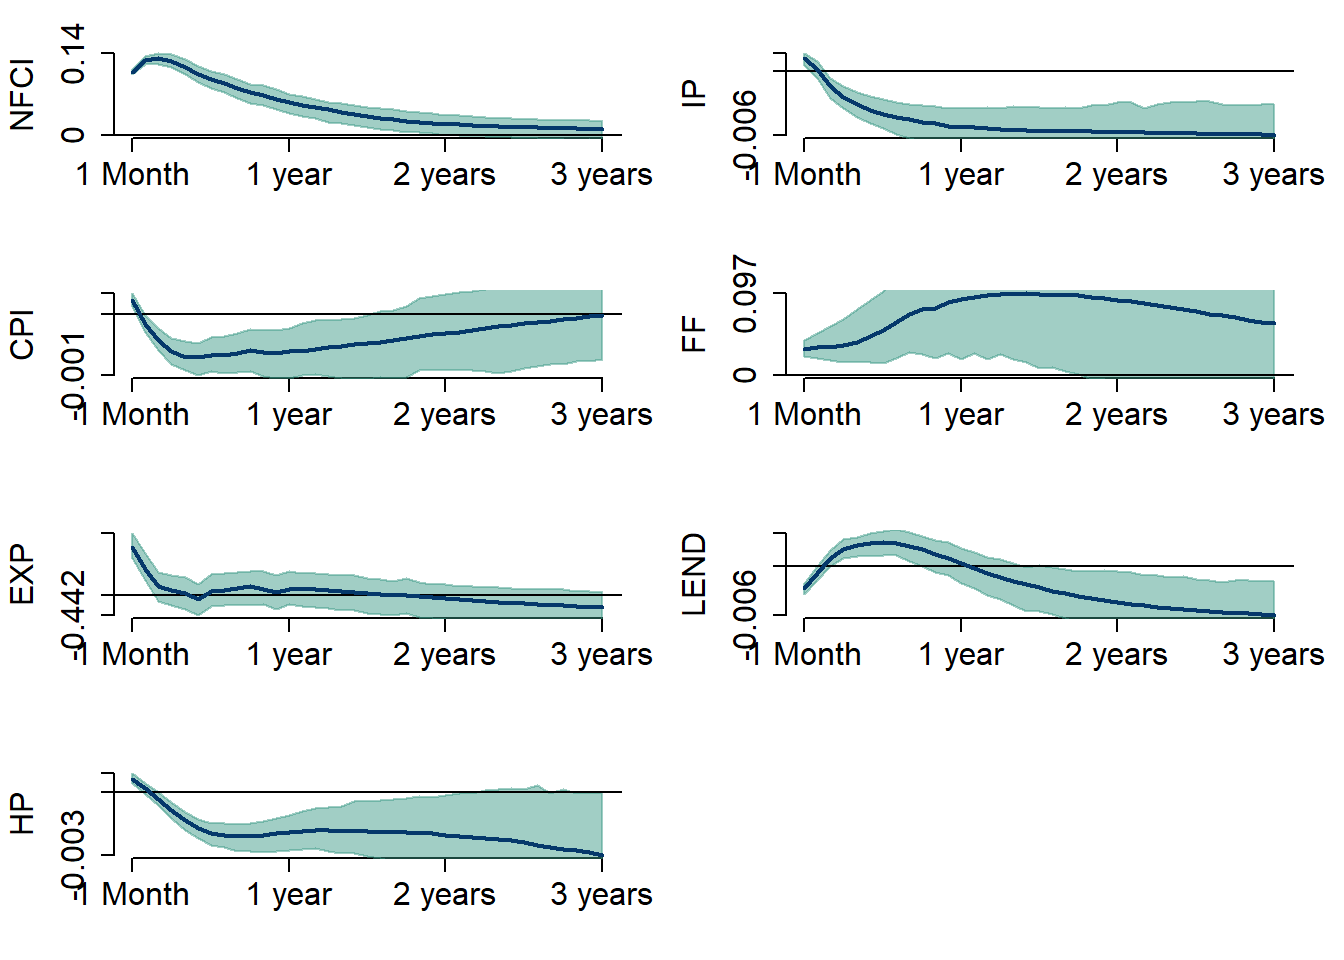 NFCI
0.14
0
1 Month 1 year 2 years 3 years
IP
-0.006
1 Month 1 year 2 years 3 years
CPI
-0.001
1 Month 1 year 2 years 3 years
FF
0.097
0
1 Month 1 year 2 years 3 years
EXP
-0.442
1 Month 1 year 2 years 3 years
LEND
-0.006
1 Month 1 year 2 years 3 years
HP
-0.003
1 Month 1 year 2 years 3 years